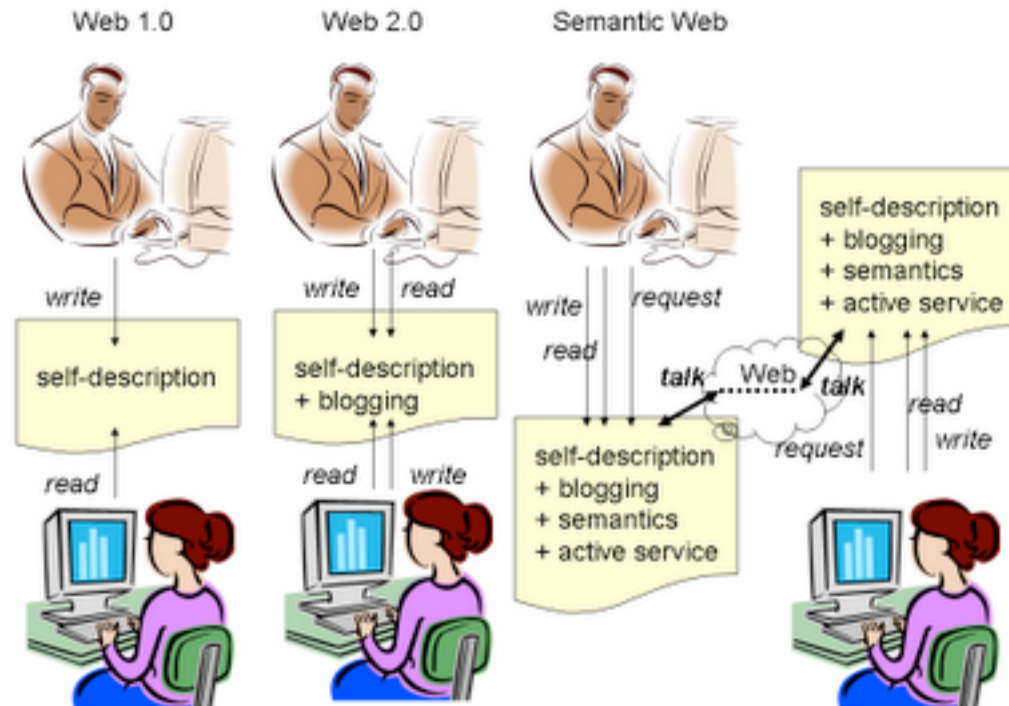 Web 1.0
write
self-description
read
Web 2.0
write read
self-description
+ blogging
read write
Semantic Web
write request
read
self-description
+ blogging
+ semantics
+ active service
talk Web talk
self-description
+ blogging
+ semantics
+ active service
request read
write